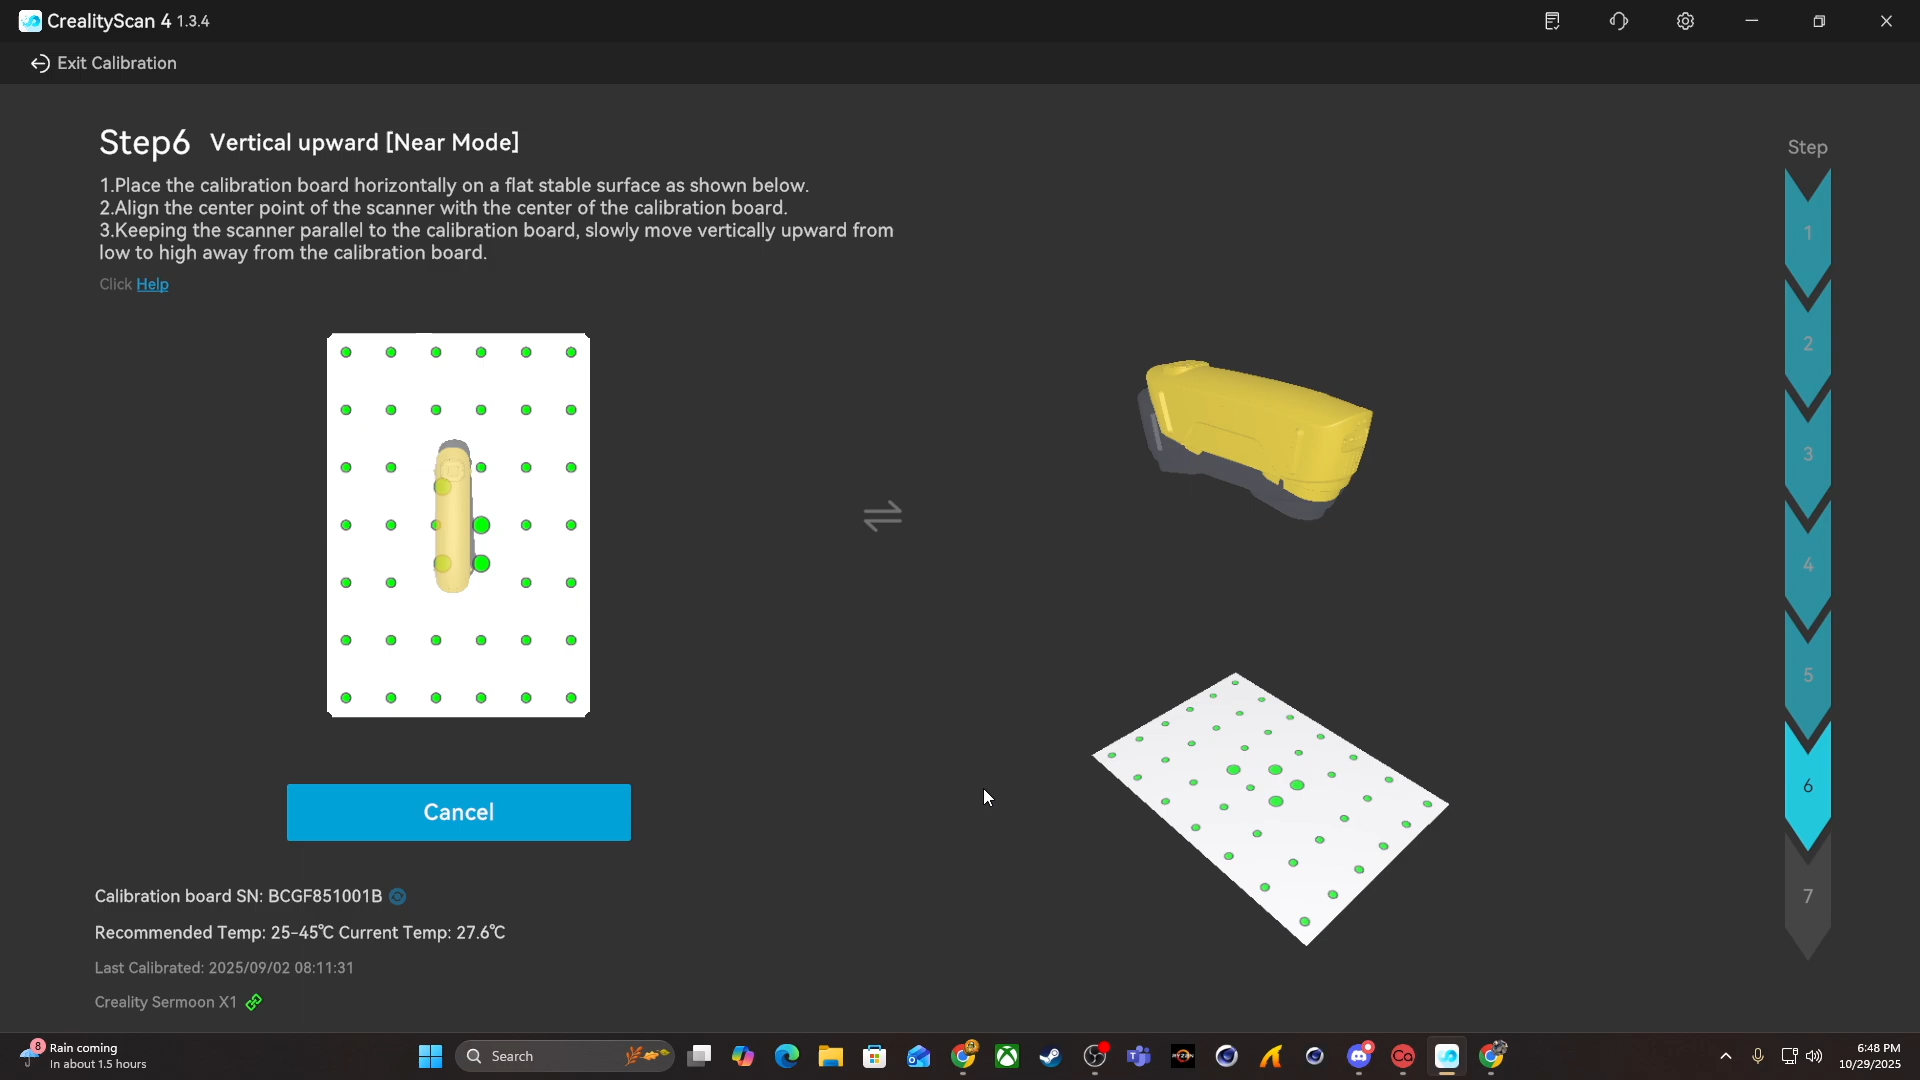 CrealityScan 4 1.3.4
Exit Calibration
Step6 Vertical upward [Near Mode]
1.Place the calibration board horizontally on a flat stable surface as shown below.
2.Align the center point of the scanner with the center of the calibration board.
3.Keeping the scanner parallel to the calibration board, slowly move vertically upward from
low to high away from the calibration board.
Click Help
Step
1
2
3
4
5
6
7
Cancel
Calibration board SN: BCGF851001B
Recommended Temp: 25-45℃ Current Temp: 27.6℃
Last Calibrated: 2025/09/02 08:11:31
Creality Sermoon X1
8
Rain coming
In about 1.5 hours
Search
RYZEN
Ca
6:48 PM
10/29/2025